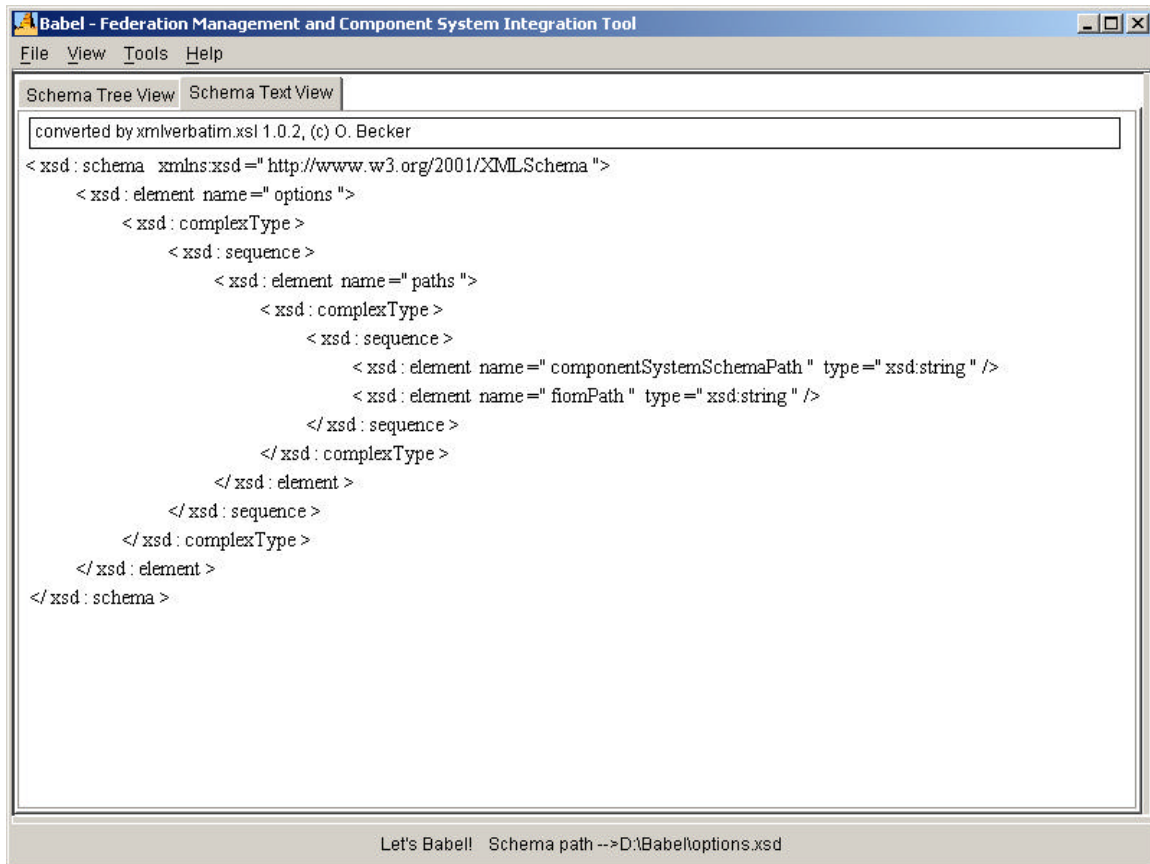 Babel - Federation Management and Component System Integration Tool
File View Tools Help
Schema Tree View Schema Text View
converted by xmlverbatim.xsl 1.0.2, (c) O. Becker
< xsd : schema xmlns:xsd =" http://www.w3.org/2001/XMLSchema ">
< xsd : element name =" options ">
< xsd : complexType >
< xsd : sequence >
< xsd : element name =" paths ">
< xsd : complexType >
< xsd : sequence >
< xsd : element name =" componentSystemSchemaPath " type =" xsd:string " />
< xsd : element name =" fiomPath " type =" xsd:string " />
</ xsd : sequence >
</ xsd : complexType >
</ xsd : element >
</ xsd : sequence >
</ xsd : complexType >
</ xsd : element >
</ xsd : schema >
Let's Babel! Schema path -->D:\Babel\options.xsd